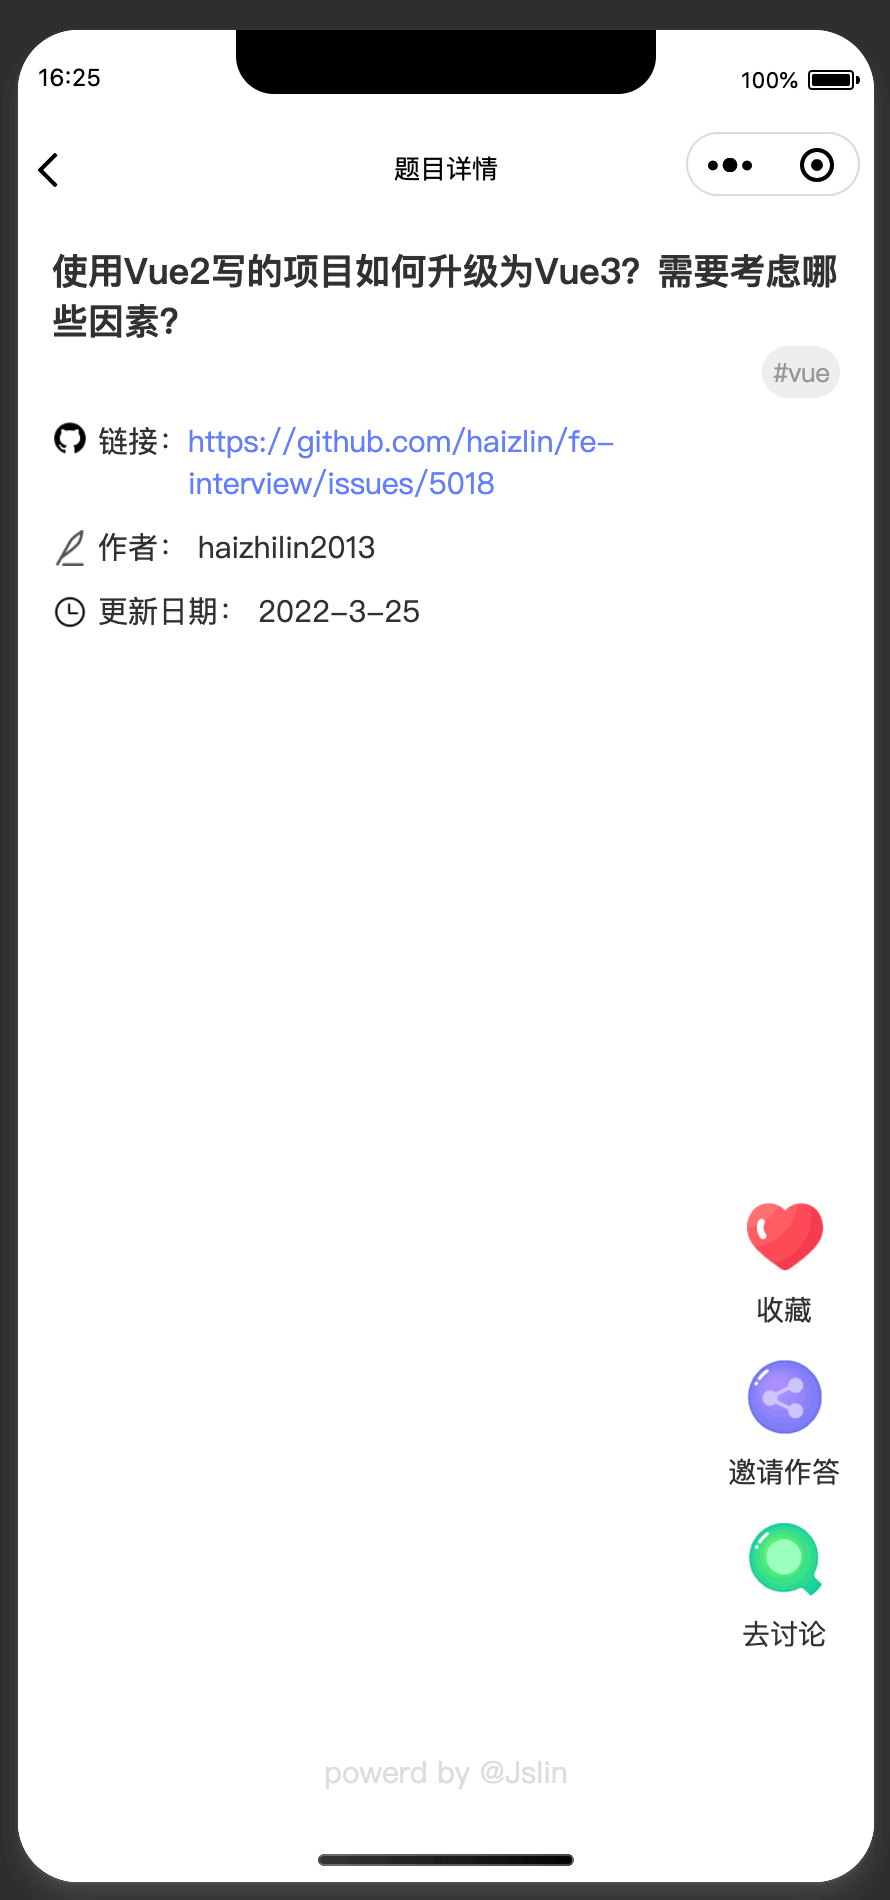 16:25
100%
题目详情
使用Vue2写的项目如何升级为Vue3？需要考虑哪
些因素？
#vue
链接：https://github.com/haizlin/fe-
interview/issues/5018
作者： haizhilin2013
更新日期： 2022-3-25
收藏
邀请作答
去讨论
powerd by @Jslin